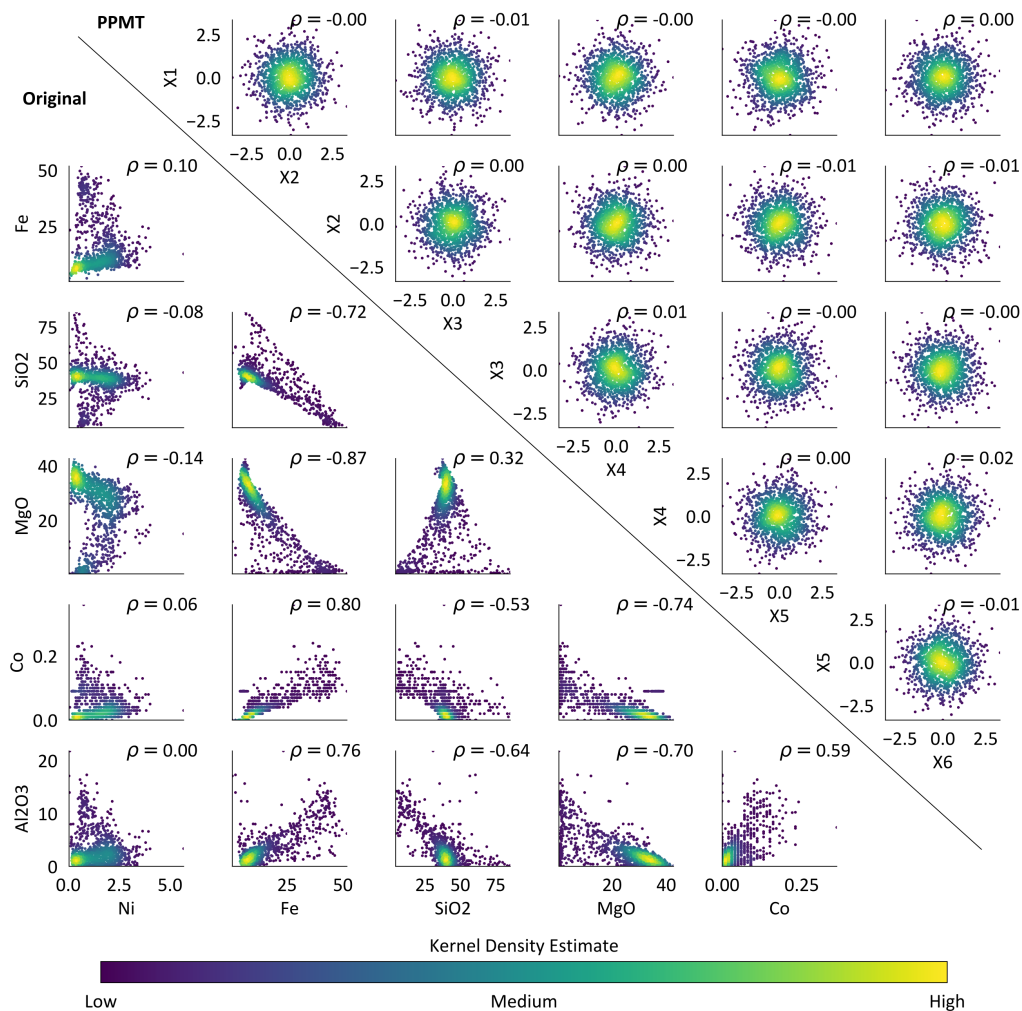 PPMT
Original
ρ = -0.00
ρ = -0.01
ρ = -0.00
ρ = -0.00
ρ = 0.00
X1
2.5
0.0
−2.5
−2.5 0.0 2.5
X2
Fe
50
25
ρ = 0.10
X2
2.5
0.0
−2.5
ρ = 0.00
ρ = 0.00
ρ = -0.01
ρ = -0.01
−2.5 0.0 2.5
X3
SiO2
75
50
25
ρ = -0.08
ρ = -0.72
X3
2.5
0.0
−2.5
ρ = 0.01
ρ = -0.00
ρ = -0.00
−2.5 0.0 2.5
X4
MgO
40
20
ρ = -0.14
ρ = -0.87
ρ = 0.32
X4
2.5
0.0
−2.5
ρ = 0.00
ρ = 0.02
−2.5 0.0 2.5
X5
Co
0.2
0.0
ρ = 0.06
ρ = 0.80
ρ = -0.53
ρ = -0.74
X5
2.5
0.0
−2.5
ρ = -0.01
−2.5 0.0 2.5
X6
Al2O3
20
10
0
ρ = 0.00
ρ = 0.76
ρ = -0.64
ρ = -0.70
ρ = 0.59
0.0 2.5 5.0
Ni
25 50
Fe
25 50 75
SiO2
20 40
MgO
0.00 0.25
Co
Kernel Density Estimate
Low Medium High